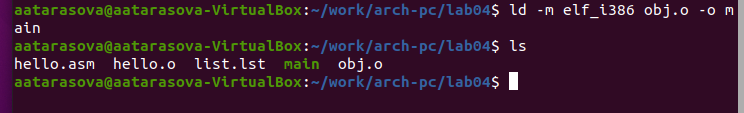 aatarasova@aatarasova-VirtualBox:~/work/arch-pc/lab04$ ld -m elf_i386 obj.o -o m
ain
aatarasova@aatarasova-VirtualBox:~/work/arch-pc/lab04$ ls
hello.asm  hello.o  list.lst  main  obj.o
aatarasova@aatarasova-VirtualBox:~/work/arch-pc/lab04$